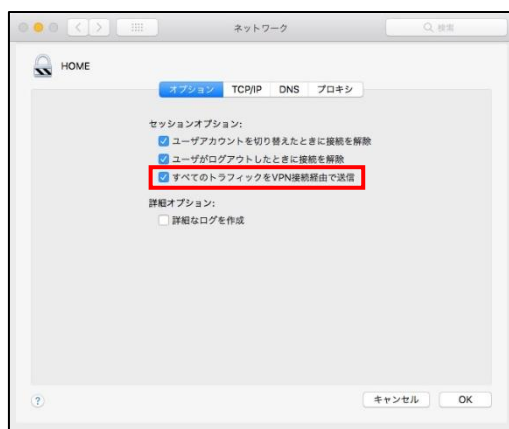 ネットワーク
検索
HOME
オプション TCP/IP DNS プロキシ
セッションオプション:
ユーザアカウントを切り替えたときに接続を解除
ユーザがログアウトしたときに接続を解除
すべてのトラフィックをVPN接続経由で送信
詳細オプション:
詳細なログを作成
?
キャンセル OK